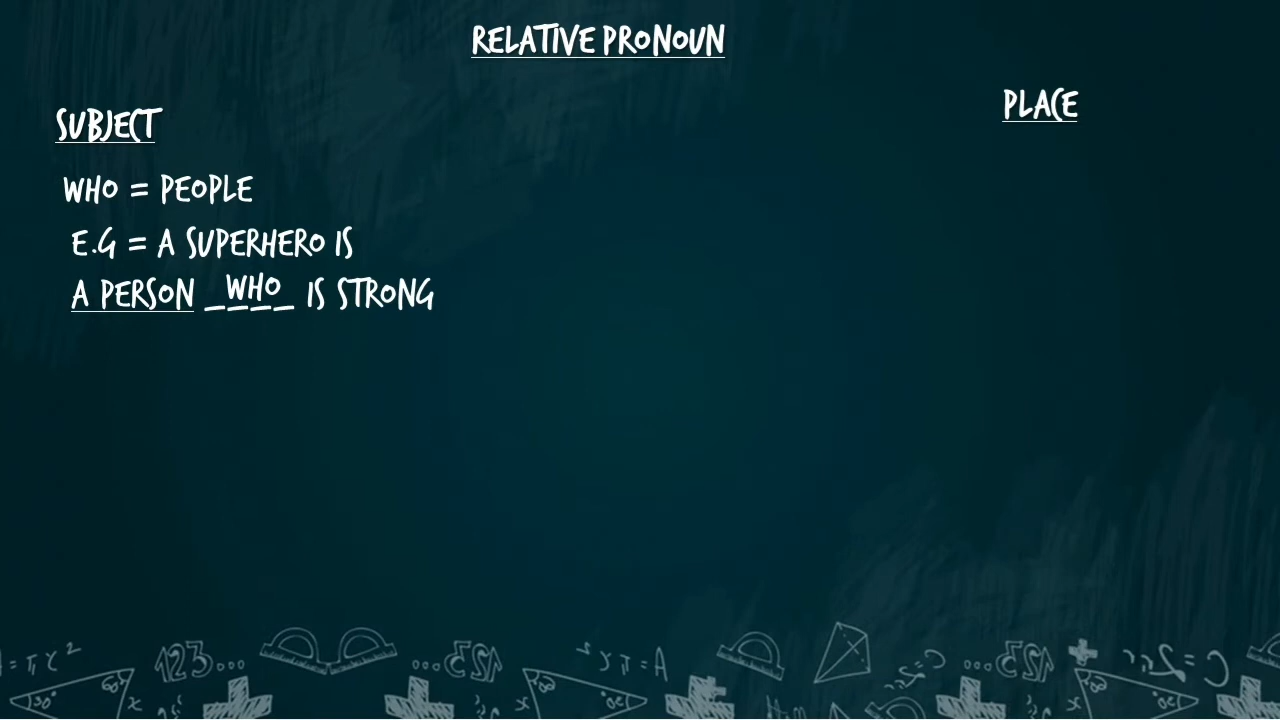 RELATIVE PRONOUN
SUBJECT
WHO = PEOPLE
E.G = A SUPERHERO IS
A PERSON _WHO_ IS STRONG
PLACE